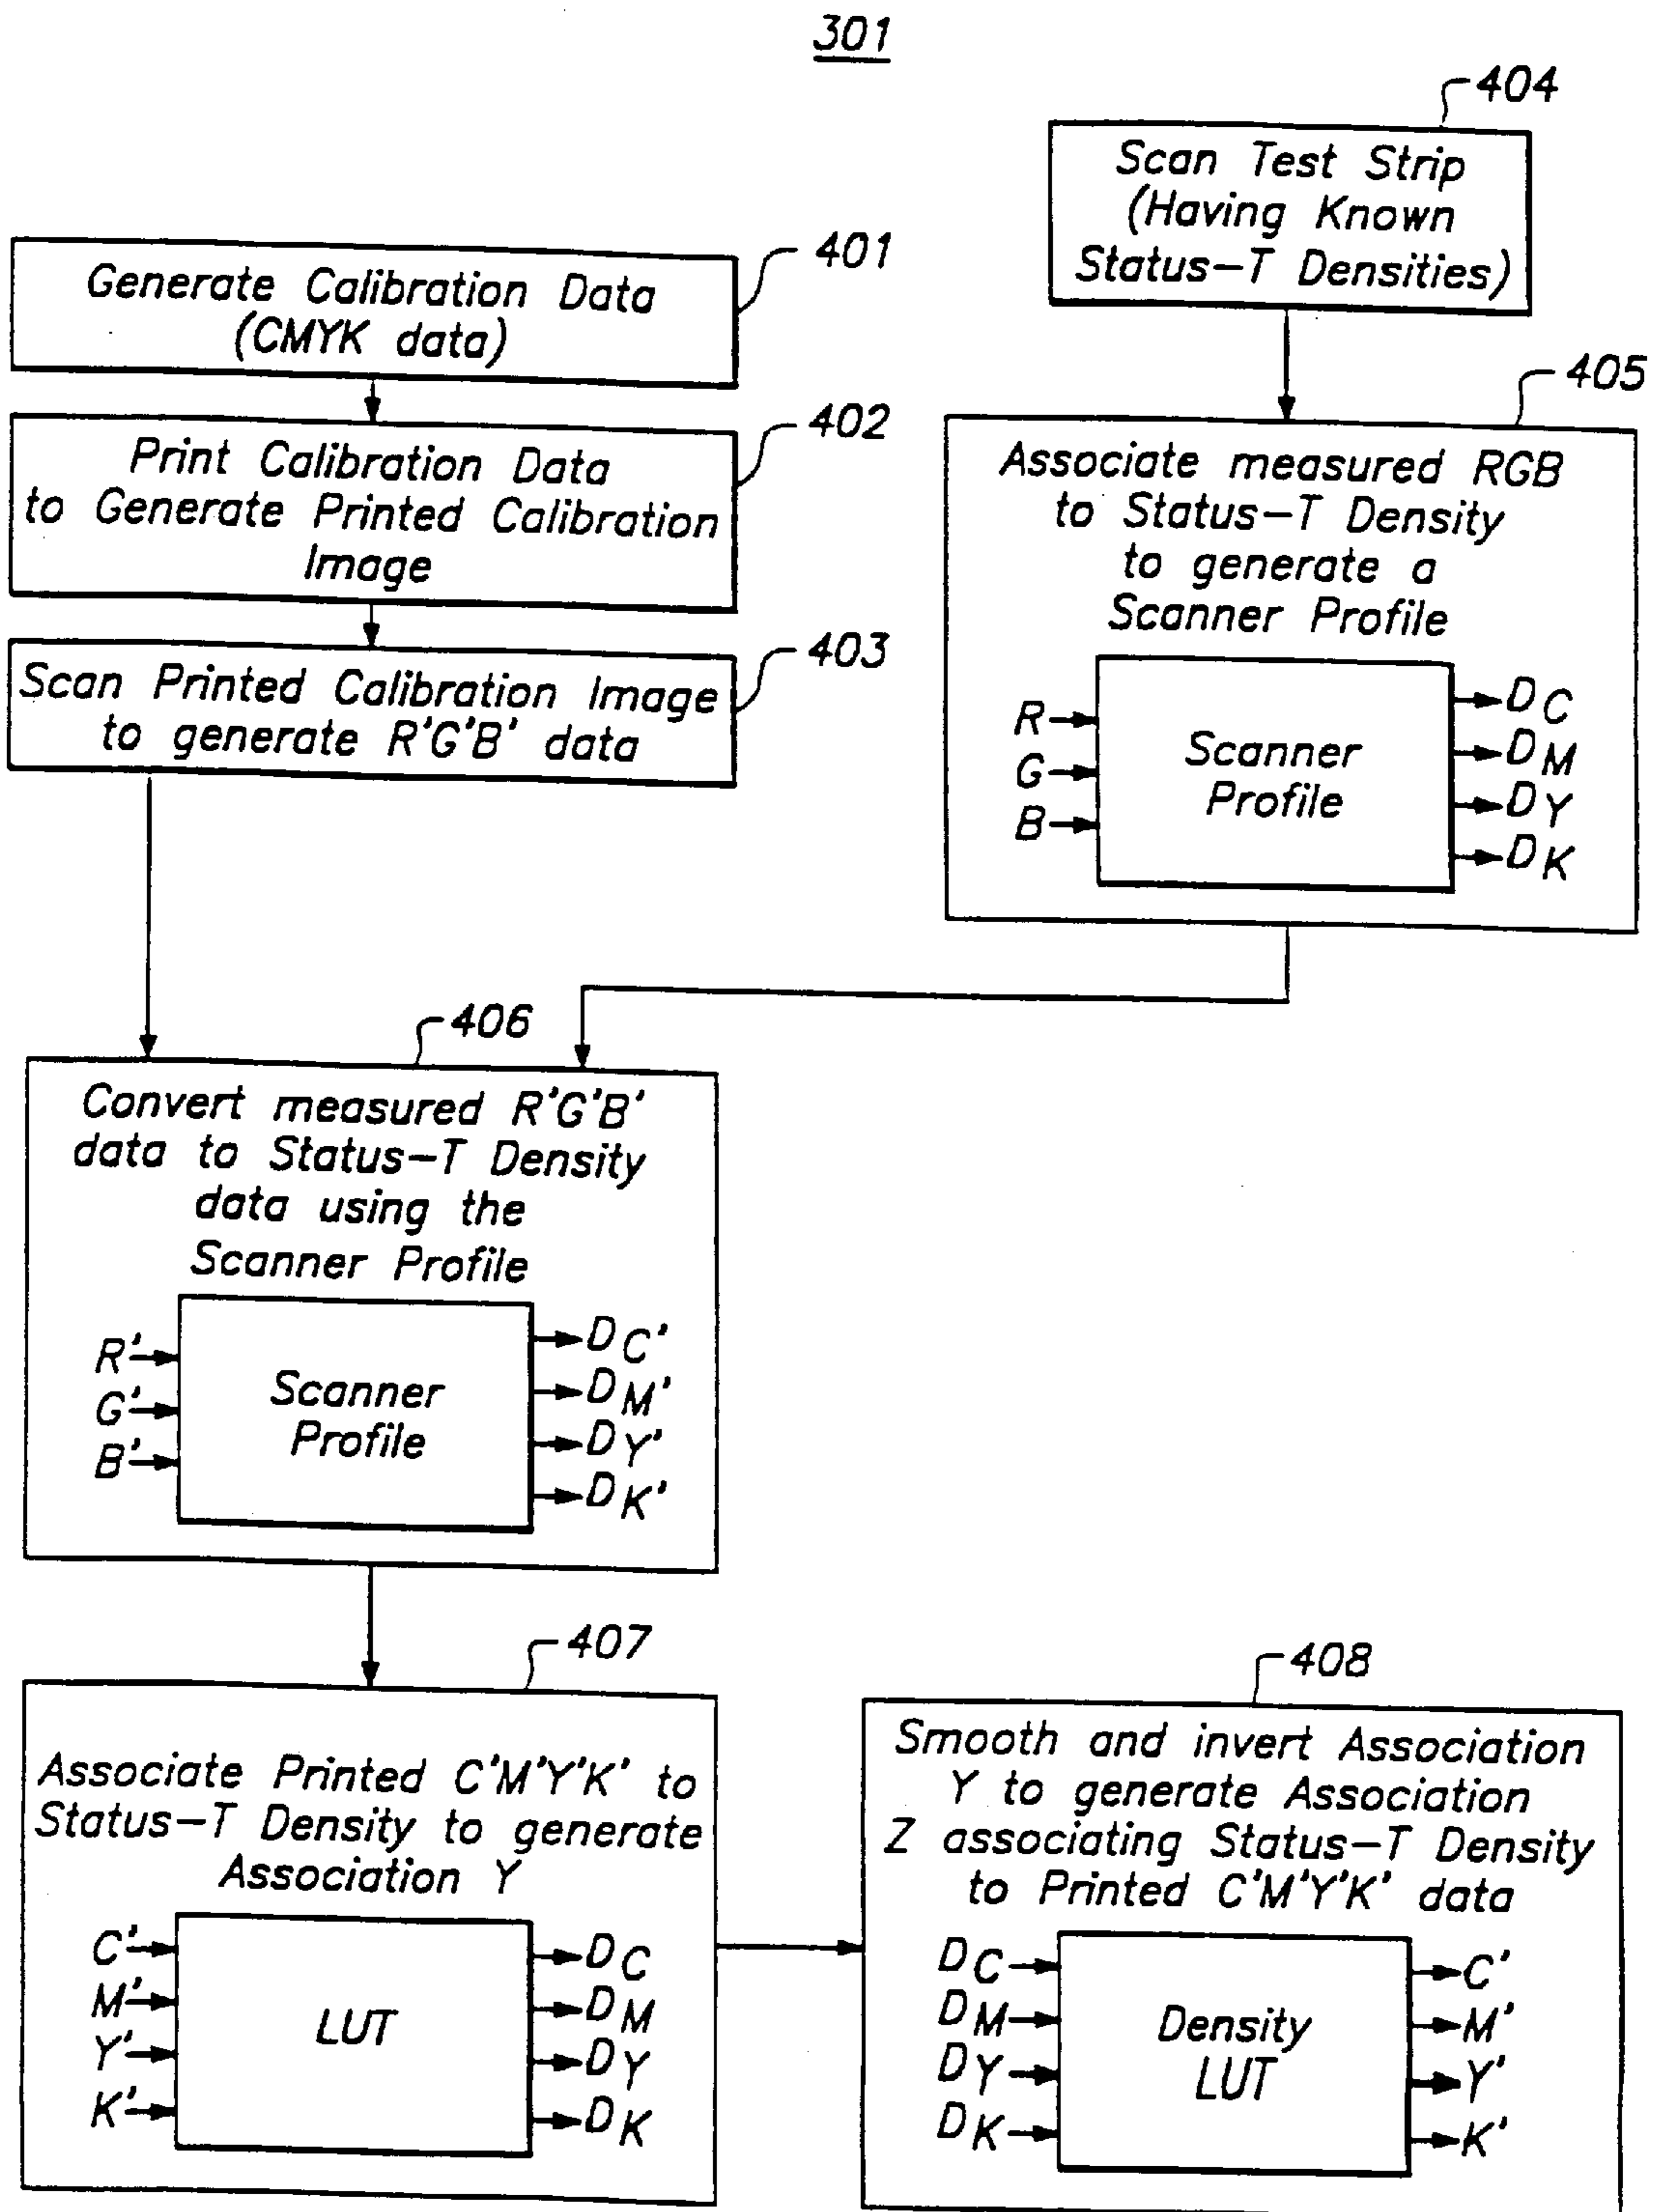 301
404
Scan Test Strip
(Having Known
Status-T Densities)
401
Generate Calibration Data
(CMYK data)
402
Print Calibration Data
to Generate Printed Calibration
Image
403
Scan Printed Calibration Image
to generate R'G'B' data
405
Associate measured RGB
to Status-T Density
to generate a
Scanner Profile
R
G
B
Scanner
Profile
DC
DM
DY
DK
406
Convert measured R'G'B'
data to Status-T Density
data using the
Scanner Profile
R'
G'
B'
Scanner
Profile
DC'
DM'
DY'
DK'
407
Associate Printed C'M'Y'K' to
Status-T Density to generate
Association Y
C'
M'
Y'
K'
LUT
DC
DM
DY
DK
408
Smooth and invert Association
Y to generate Association
Z associating Status-T Density
to Printed C'M'Y'K' data
DC
DM
DY
DK
Density
LUT
C'
M'
Y'
K'